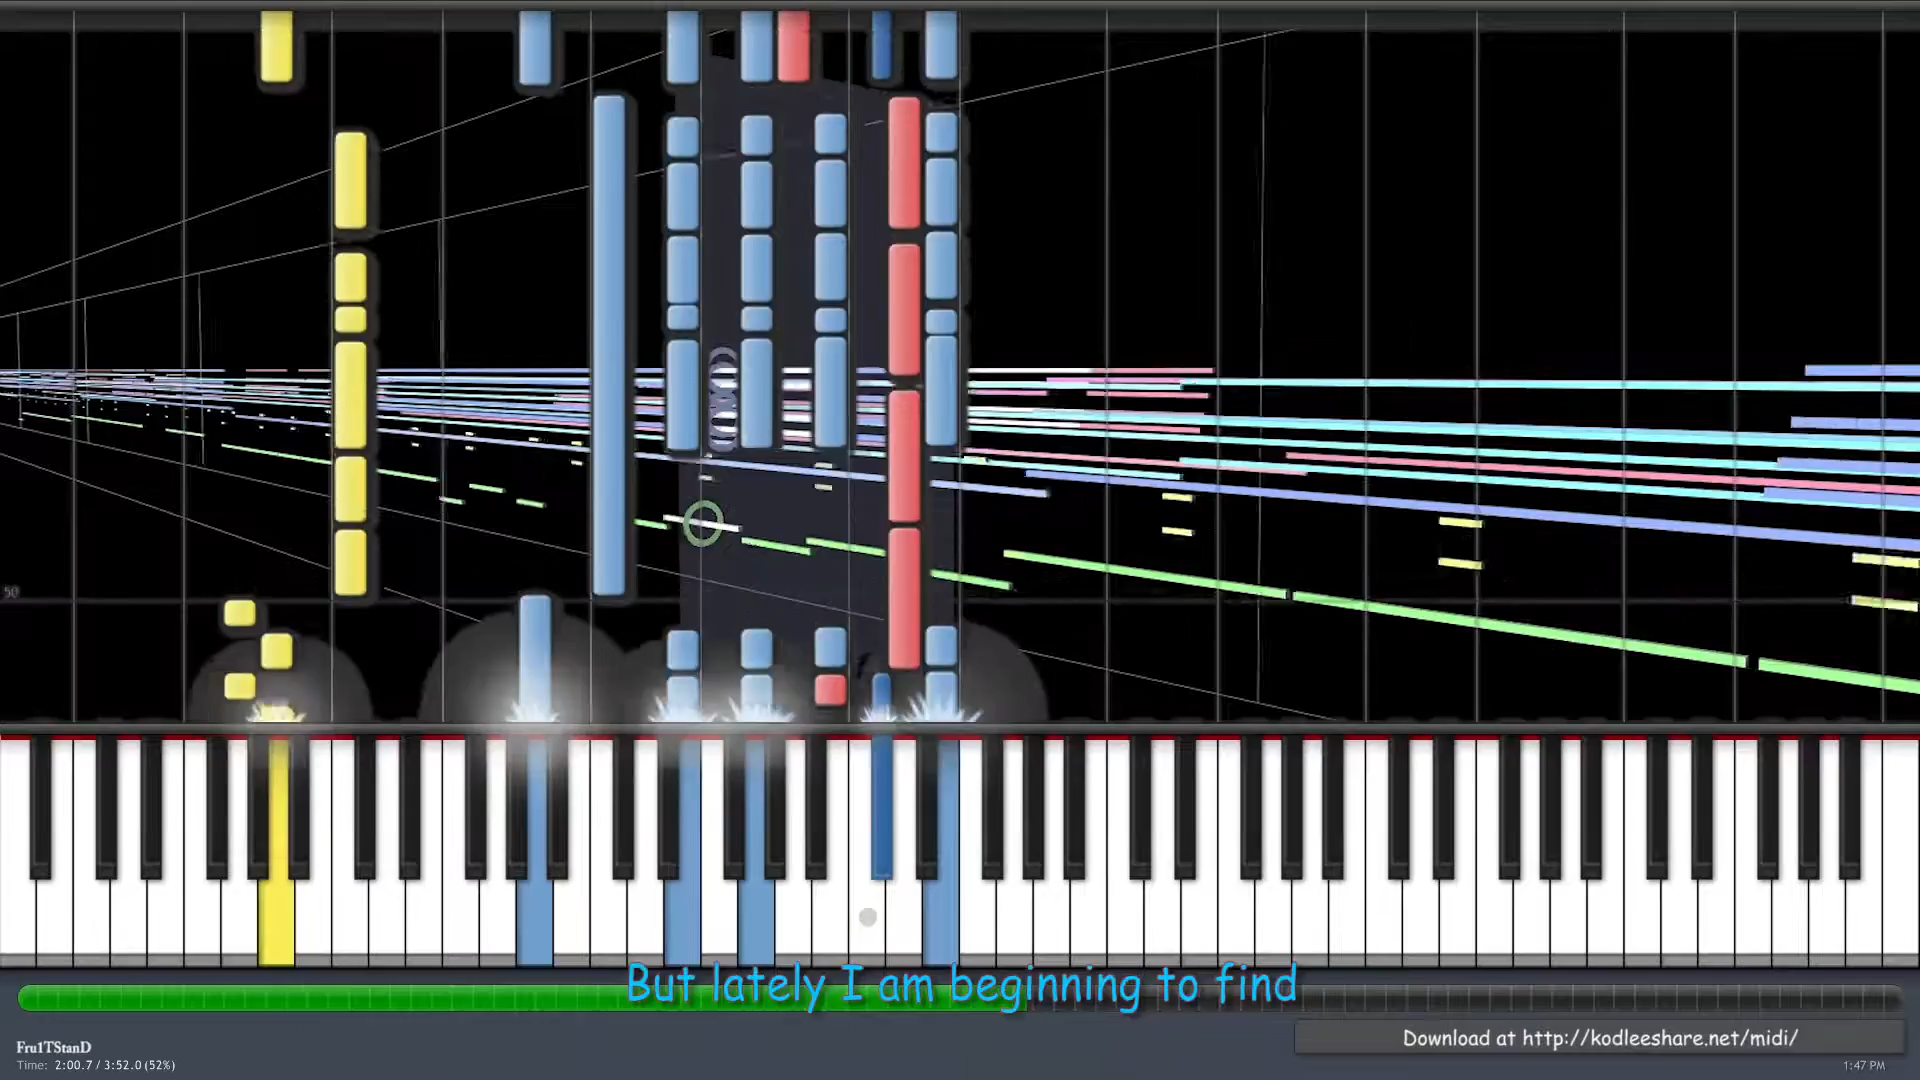 50
But lately I am beginning to find
Download at http://kodleeshare.net/midi/
Fru1TStanD
Time: 2:00.7 / 3:52.0 (52%)
1:47 PM